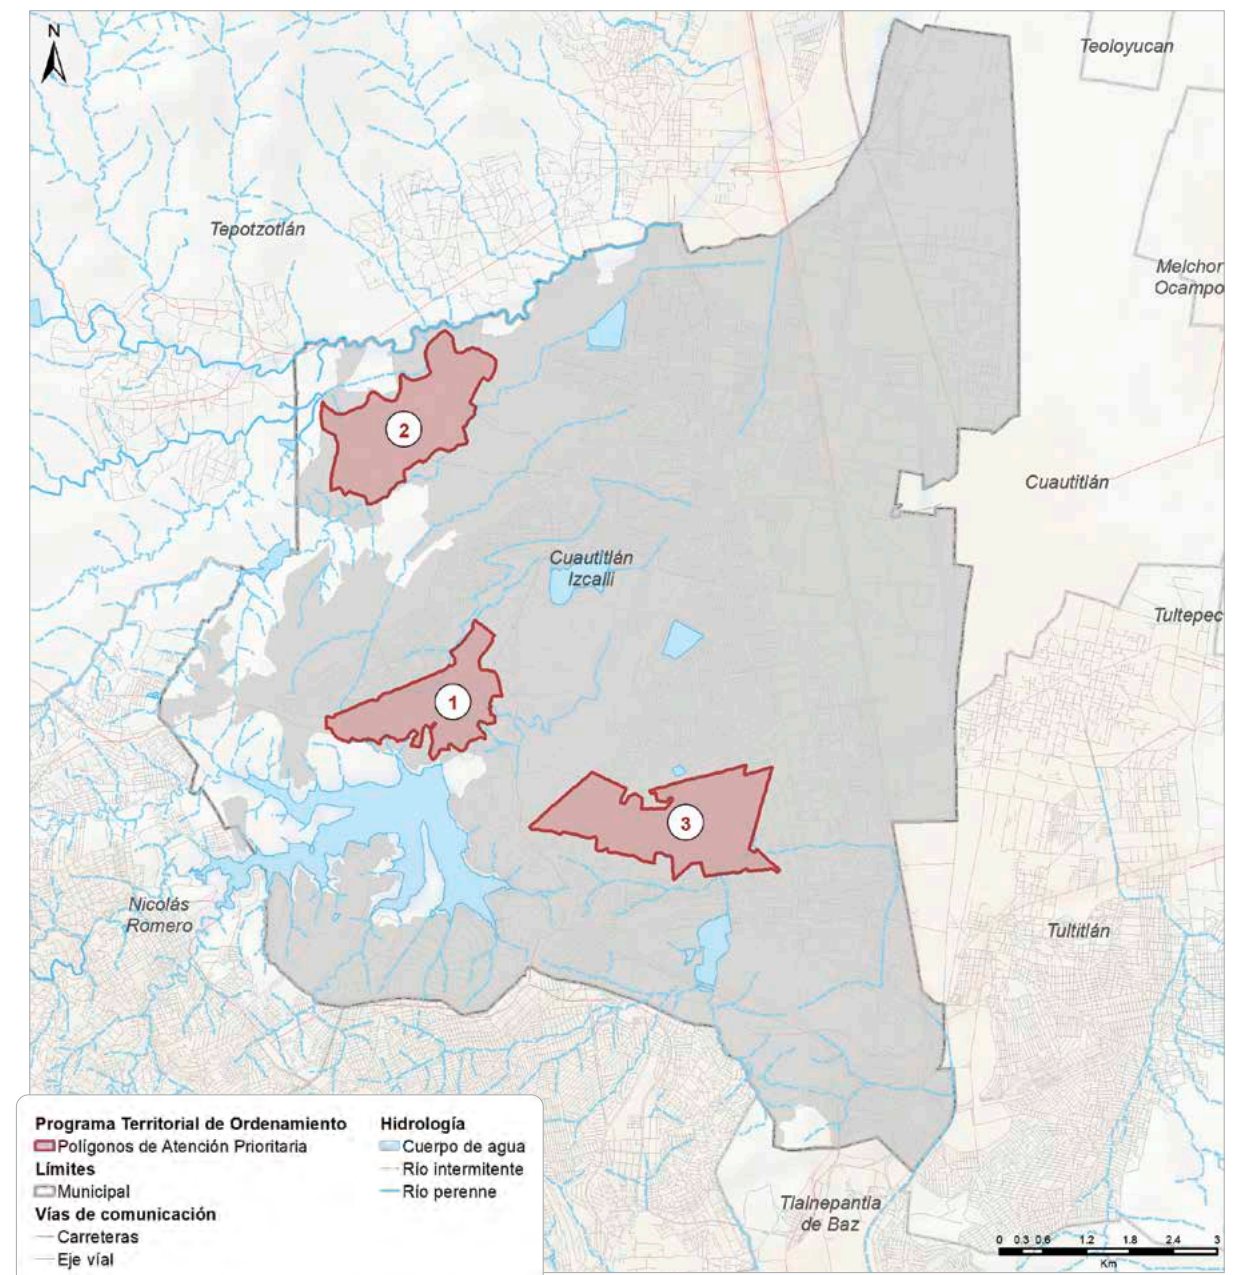 N
Teoloyucan
Tepotzotlán
Melchor
Ocampo
2
Cuautitlán
Cuautitlán
Izcalli
Tultepec
1
3
Nicolás
Romero
Tultitlán
Tlalnepantla
de Baz
Programa Territorial de Ordenamiento
Polígonos de Atención Prioritaria
Límites
Municipal
Vías de comunicación
Carreteras
Eje víal
Hidrología
Cuerpo de agua
Río intermitente
Río perenne
0 0.3 0.6 1.2 1.8 2.4 3
Km